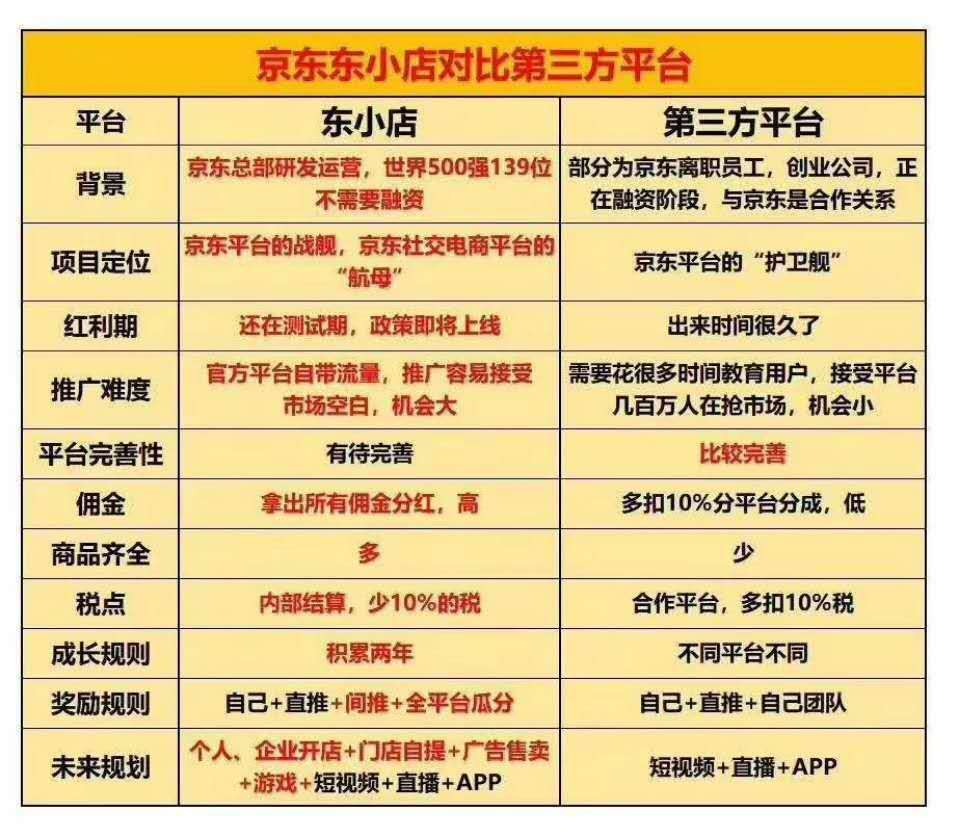 京东东小店对比第三方平台
平台 东小店 第三方平台
背景
京东总部研发运营，世界500强139位
不需要融资
部分为京东离职员工，创业公司，正
在融资阶段，与京东是合作关系
项目定位
京东平台的战舰，京东社交电商平台的
“航母”
京东平台的“护卫舰”
红利期 还在测试期，政策即将上线 出来时间很久了
推广难度
官方平台自带流量，推广容易接受
市场空白，机会大
需要花很多时间教育用户，接受平台
几百万人在抢市场，机会小
平台完善性 有待完善 比较完善
佣金 拿出所有佣金分红，高 多扣10%分平台分成，低
商品齐全 多 少
税点 内部结算，少10%的税 合作平台，多扣10%税
成长规则 积累两年 不同平台不同
奖励规则 自己+直推+间推+全平台瓜分 自己+直推+自己团队
未来规划
个人、企业开店+门店自提+广告售卖
+游戏+短视频+直播+APP
短视频+直播+APP